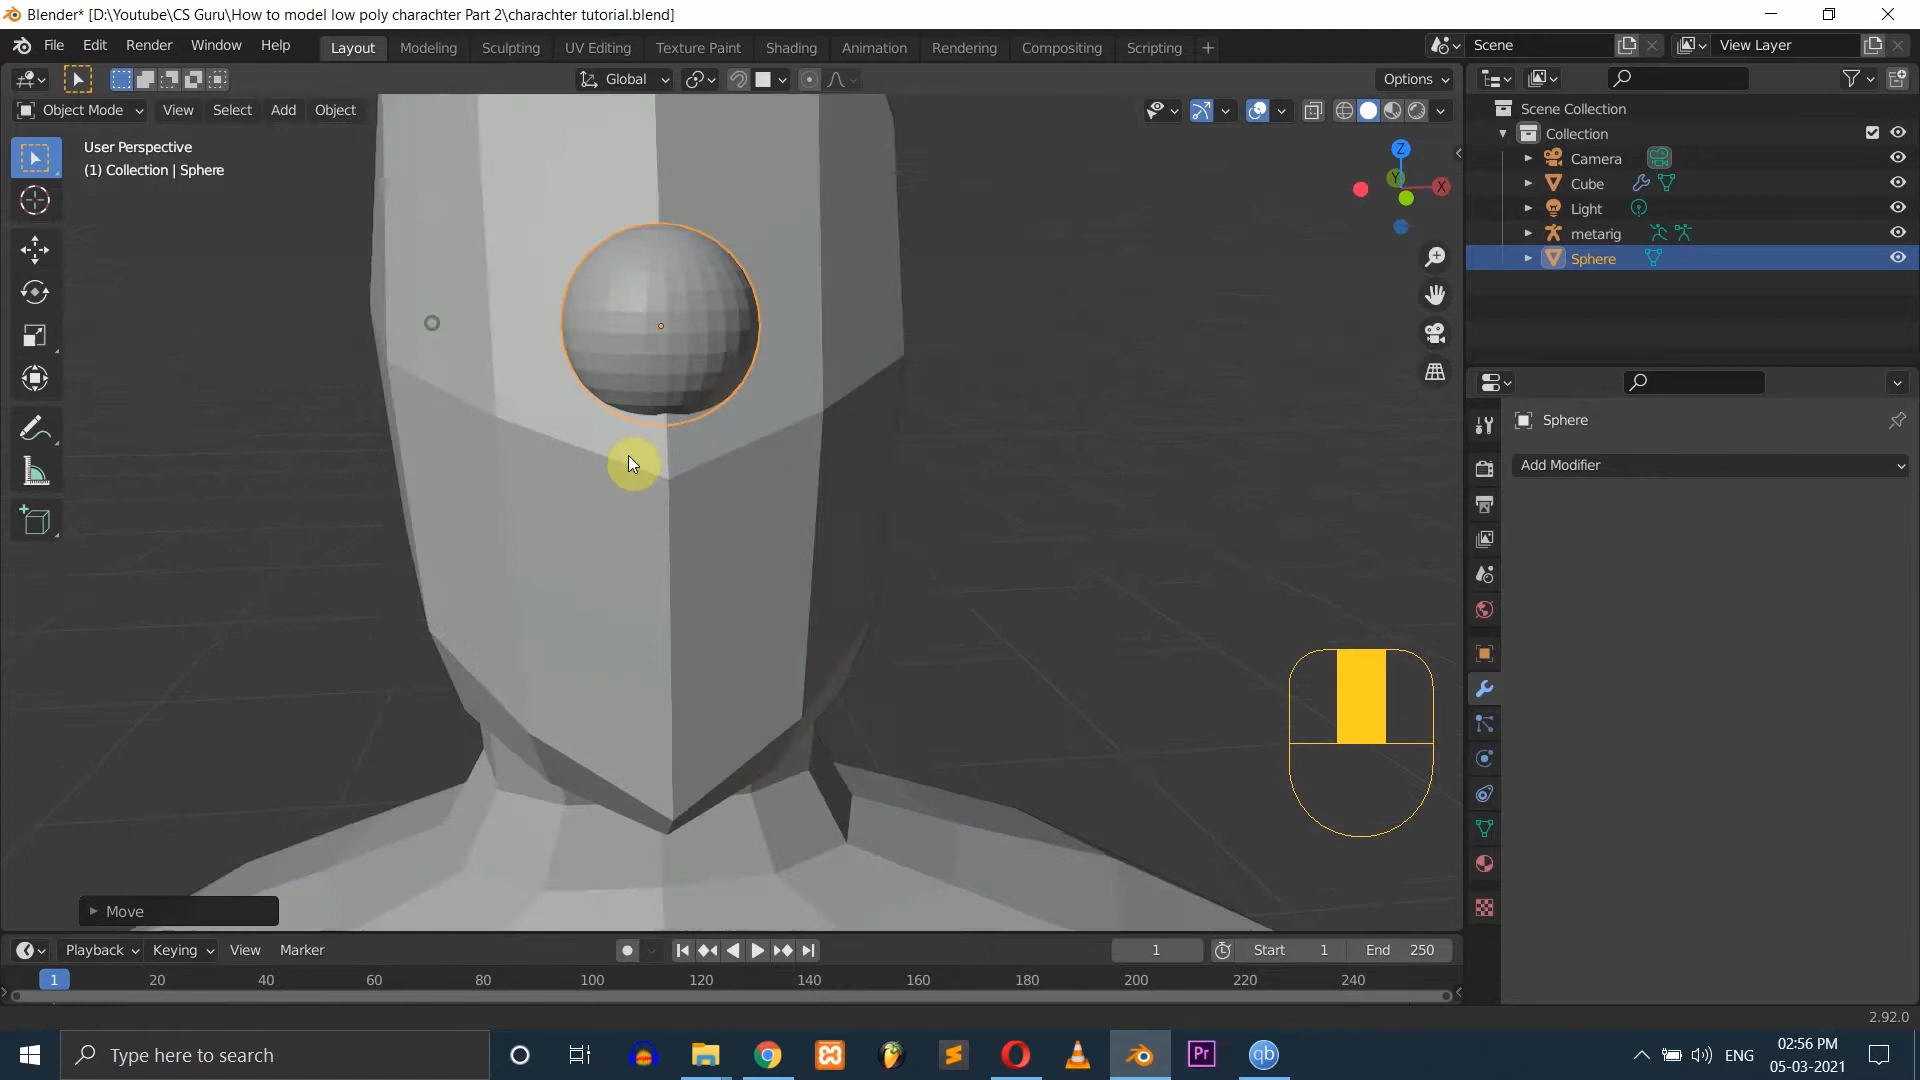 Blender* [D:\Youtube\CS Guru\How to model low poly charachter Part 2\charachter tutorial.blend]
File Edit Render Window Help
Layout Modeling Sculpting UV Editing Texture Paint Shading Animation Rendering Compositing Scripting +
Scene
View Layer
Global
Options
Object Mode View Select Add Object
User Perspective
(1) Collection | Sphere
Z
Y
X
Scene Collection
Collection
Camera
Cube
Light
metarig
Sphere
Sphere
Add Modifier
Move
Playback Keying View Marker
1
Start 1
End 250
1 20 40 60 80 100 120 140 160 180 200 220 240
2.92.0
Type here to search
Pr
qb
ENG
02:56 PM
05-03-2021